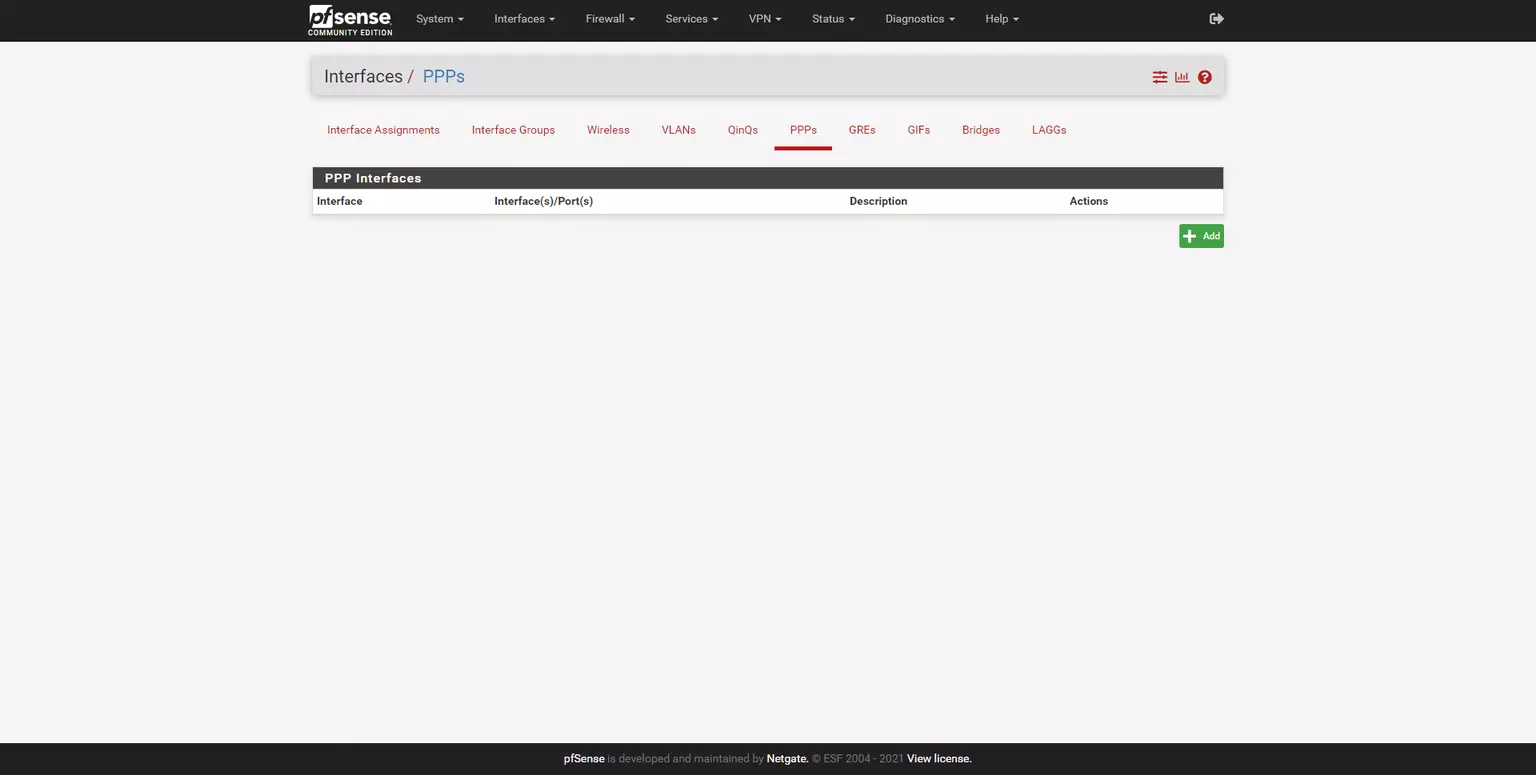 pfsense
COMMUNITY EDITION
System Interfaces Firewall Services VPN Status Diagnostics Help
Interfaces / PPPs
Interface Assignments Interface Groups Wireless VLANs QinQs PPPs GREs GIFs Bridges LAGGs
PPP Interfaces
Interface Interface(s)/Port(s) Description Actions
Add
pfSense is developed and maintained by Netgate. © ESF 2004 - 2021 View license.